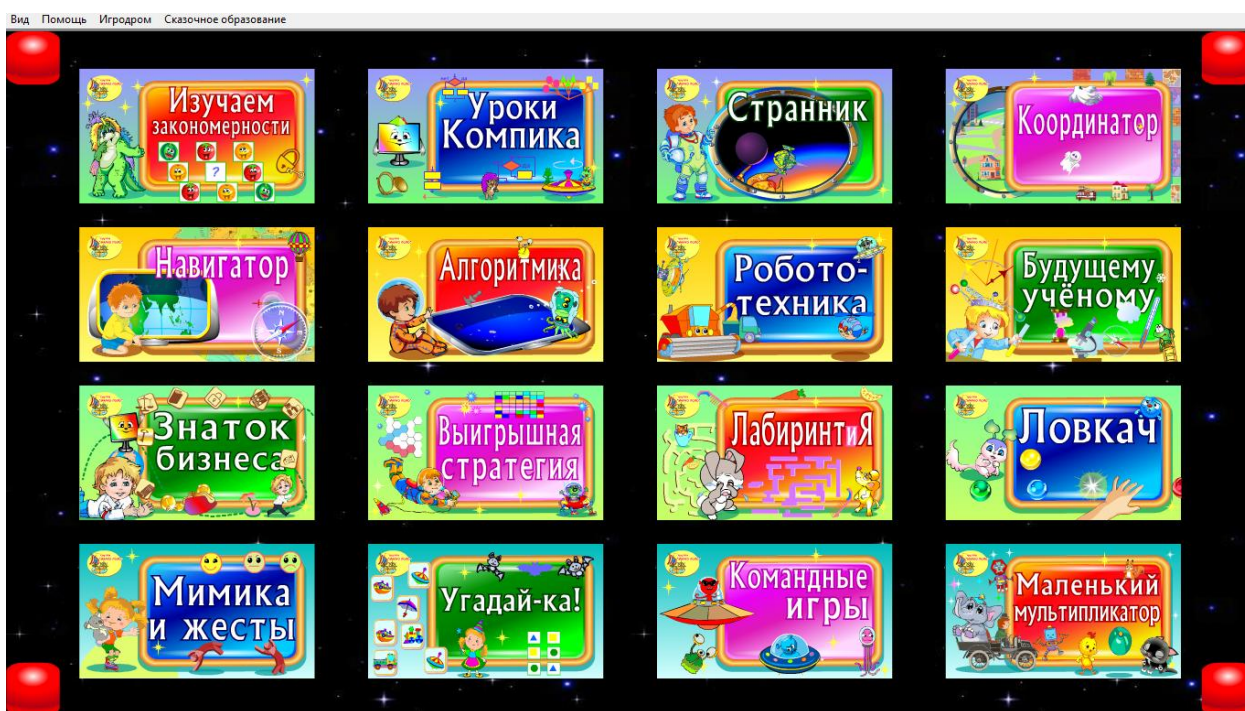 Вид Помощь Игродром Сказочное образование
Изучаем
закономерности
?
Уроки
Компика
Странник
Координатор
Навигатор
Алгоритмика
Робото-
техника
Будущему
учёному
Знаток
бизнеса
Выигрышная
стратегия
ЛабиринтиЯ
Ловкач
Мимика
и жесты
Угадай-ка!
Командные
игры
Маленький
мультипликатор